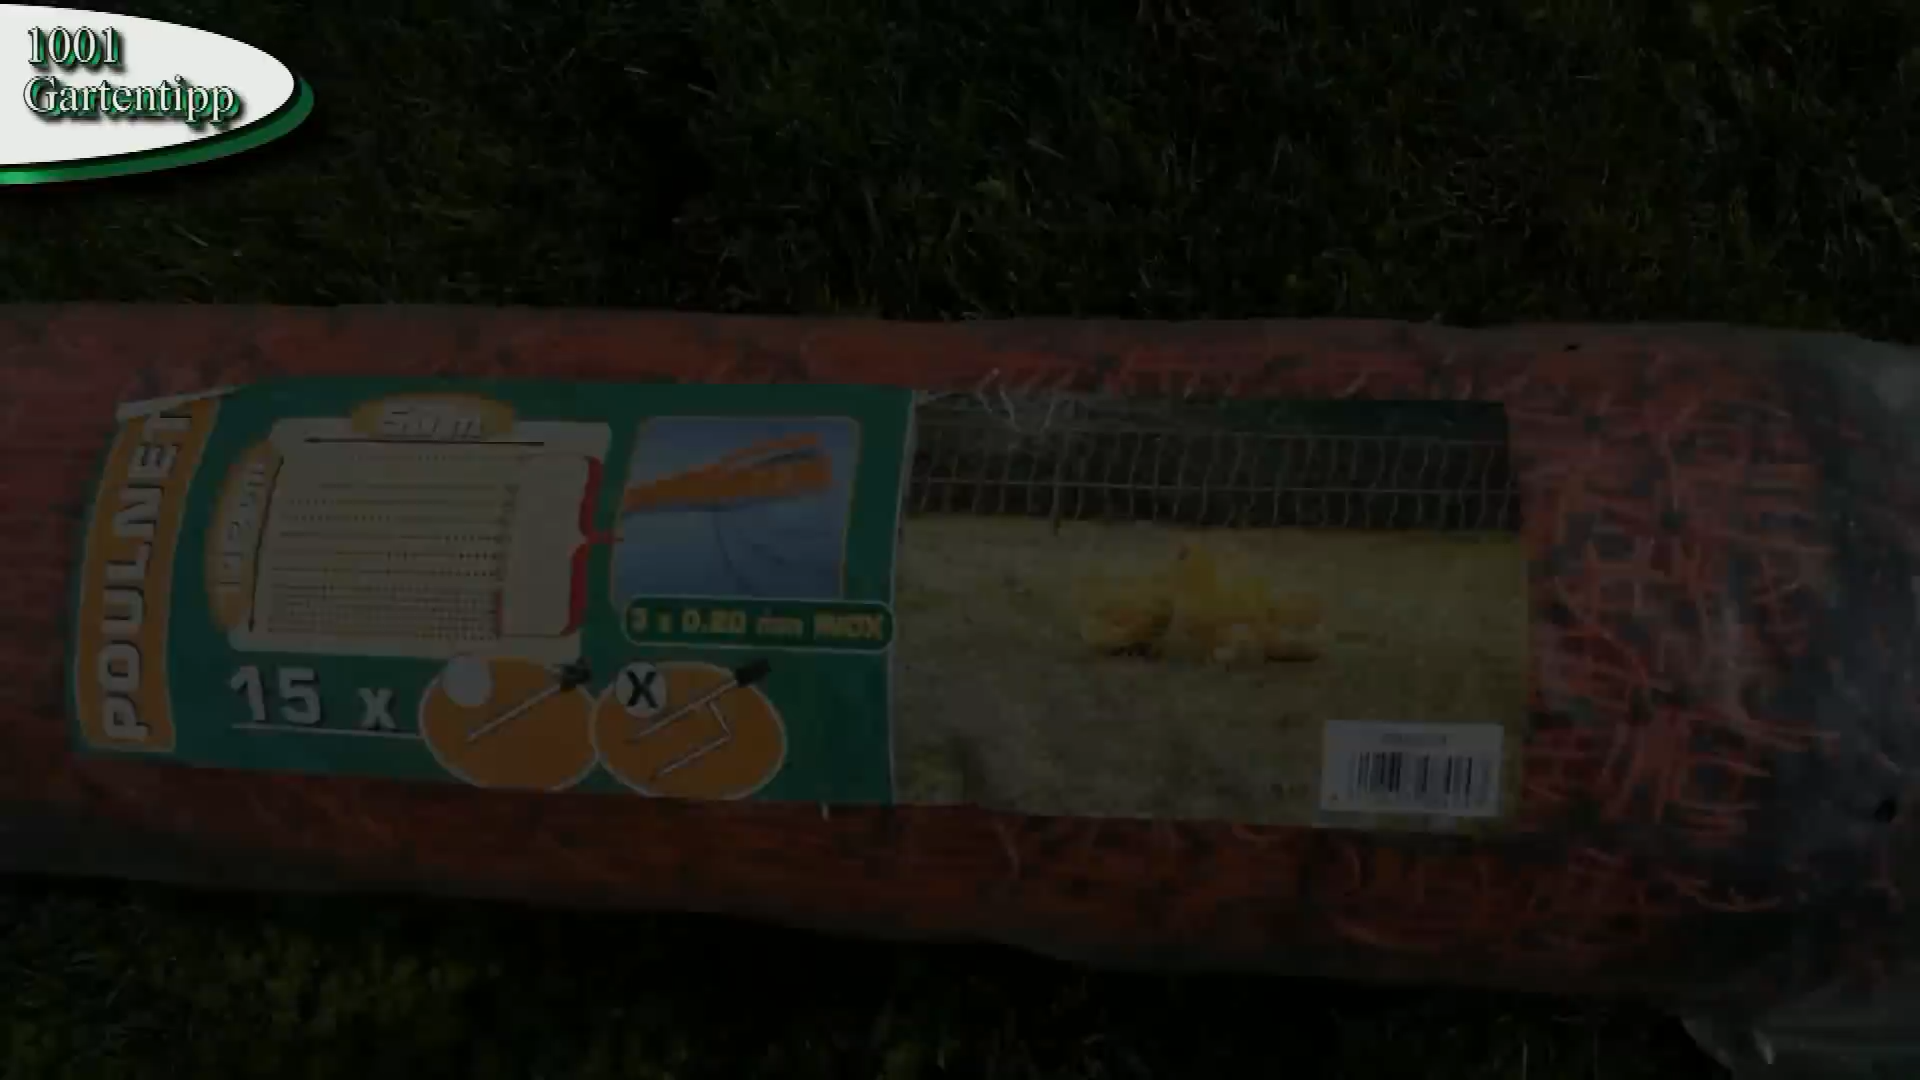 1001
Gartentipp
POULNET
50 m
3 x 0.20 mm INOX
15 x
X